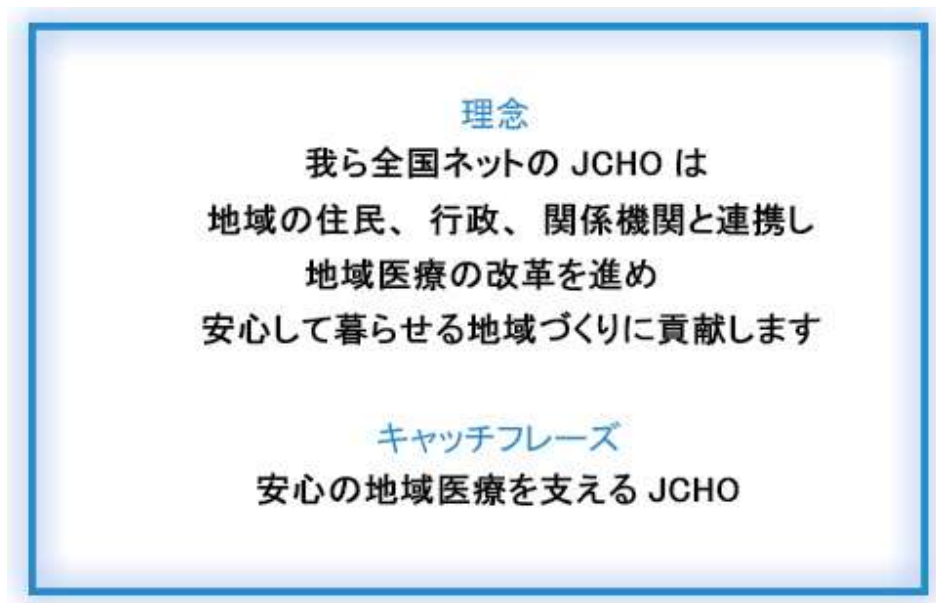 理念
我ら全国ネットの JCHO は
地域の住民、行政、関係機関と連携し
地域医療の改革を進め
安心して暮らせる地域づくりに貢献します
キャッチフレーズ
安心の地域医療を支える JCHO